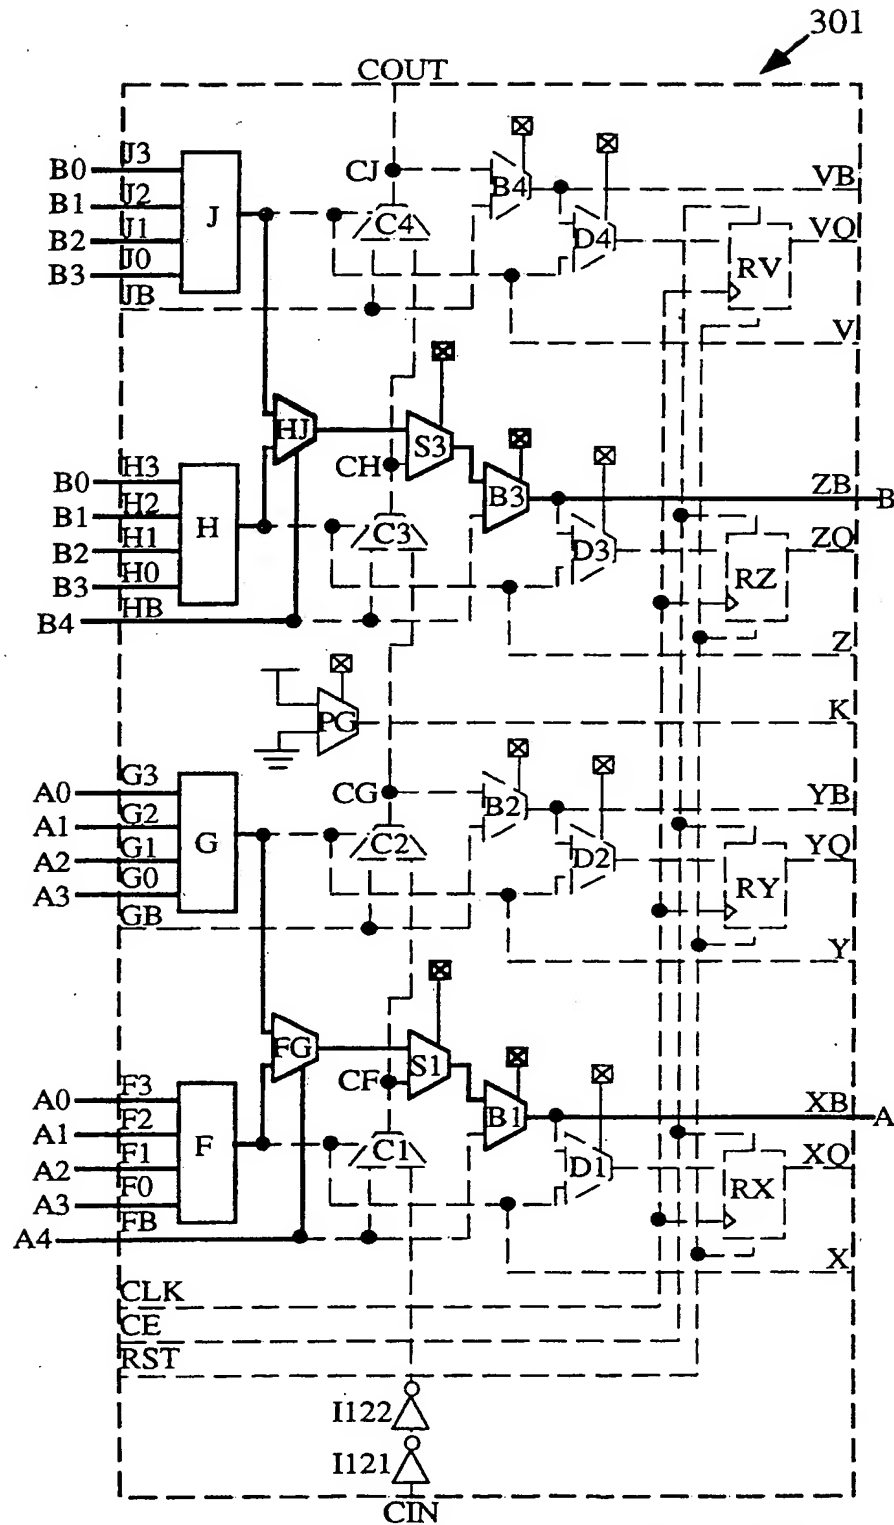 301
COUT
B0 J3
B1 J2
B2 J1
B3 J0
JB
J
CJ
C4
B4
D4
VB
VQ
RV
V
HJ
S3
CH
B0 H3
B1 H2
B2 H1
B3 H0
B4 HB
H
C3
B3
D3
ZB B
ZQ
RZ
Z
PG
K
A0 G3
A1 G2
A2 G1
A3 G0
GB
G
CG
C2
B2
D2
YB
YQ
RY
Y
FG
S1
CF
A0 F3
A1 F2
A2 F1
A3 F0
A4 FB
F
C1
B1
D1
XB A
XQ
RX
X
CLK
CE
RST
I122
I121
CIN